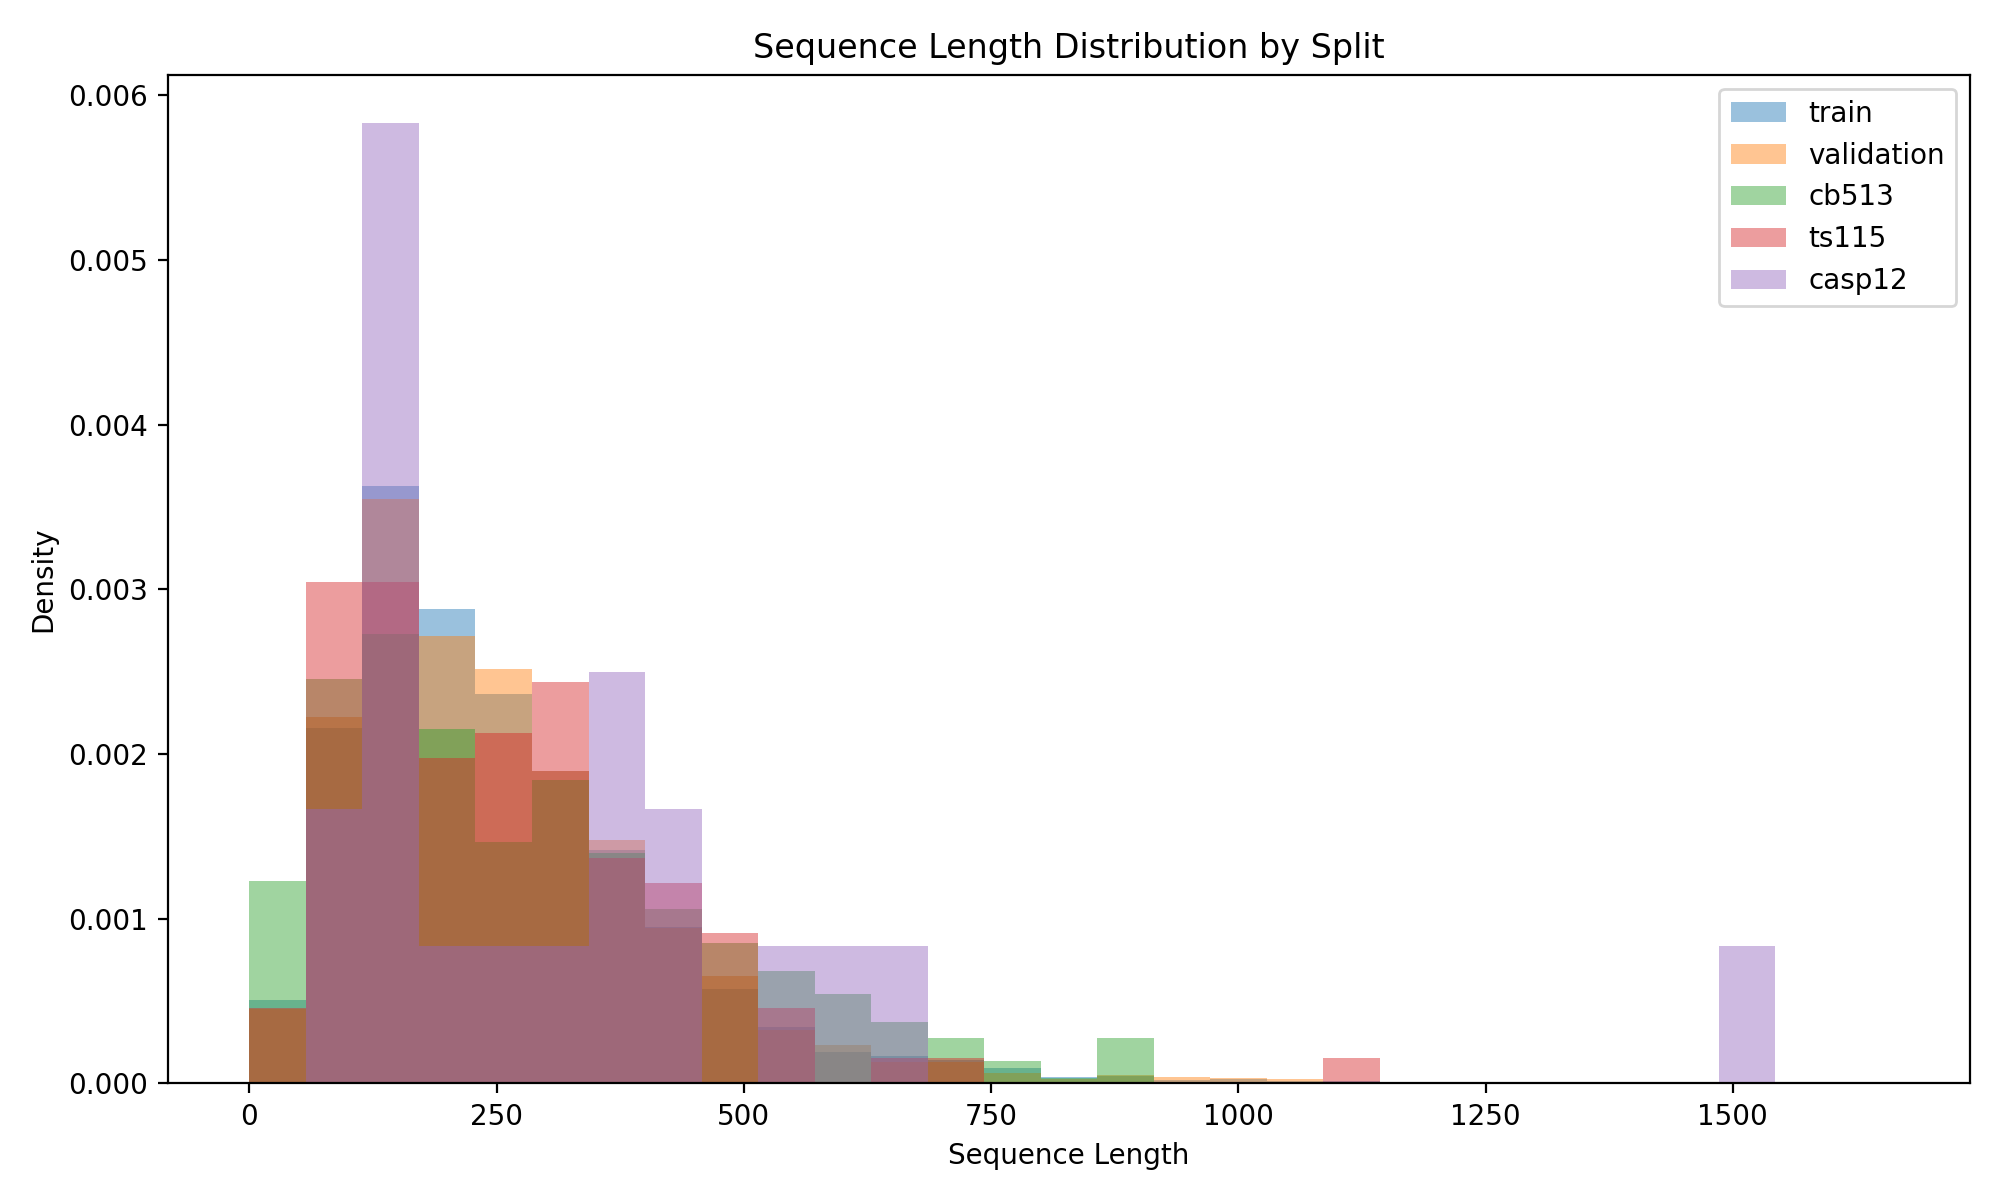 Sequence Length Distribution by Split
0.006
0.005
0.004
0.003
0.002
0.001
0.000
Density
train
validation
cb513
ts115
casp12
0 250 500 750 1000 1250 1500
Sequence Length